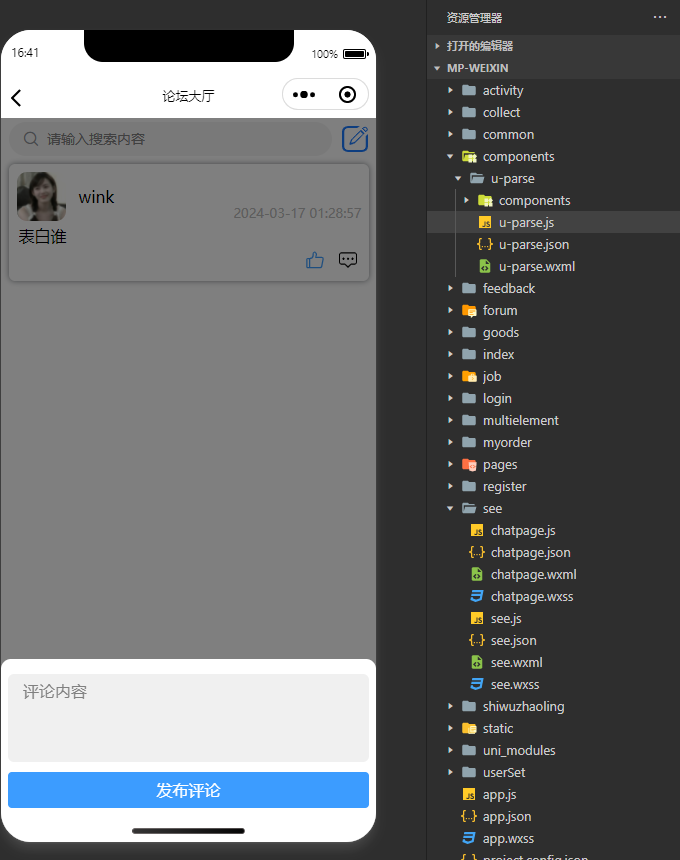 16:41
100%
论坛大厅
请输入搜索内容
wink
2024-03-17 01:28:57
表白谁
评论内容
发布评论
资源管理器
打开的编辑器
MP-WEIXIN
activity
collect
common
components
u-parse
components
u-parse.js
u-parse.json
u-parse.wxml
feedback
forum
goods
index
job
login
multielement
myorder
pages
register
see
chatpage.js
chatpage.json
chatpage.wxml
chatpage.wxss
see.js
see.json
see.wxml
see.wxss
shiwuzhaoling
static
uni_modules
userSet
app.js
app.json
app.wxss
project.config.json